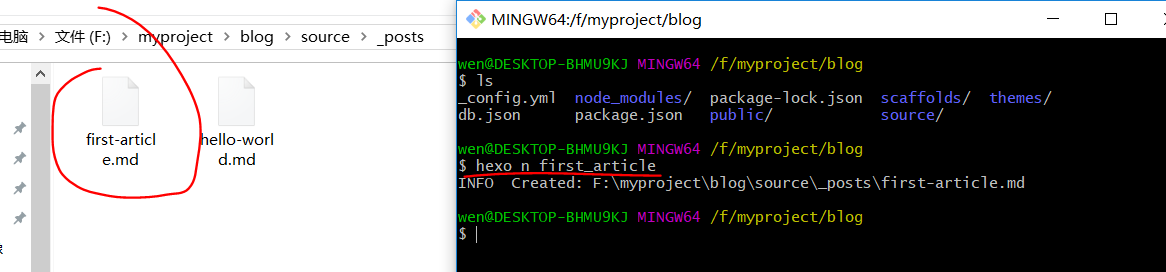 电脑 > 文件 (F:) > myproject > blog > source > _posts
first-articl
e.md
hello-worl
d.md
MINGW64:/f/myproject/blog
wen@DESKTOP-BHMU9KJ MINGW64 /f/myproject/blog
$ ls
_config.yml node_modules/ package-lock.json scaffolds/ themes/
db.json package.json public/ source/
wen@DESKTOP-BHMU9KJ MINGW64 /f/myproject/blog
$ hexo n first_article
INFO Created: F:\myproject\blog\source\_posts\first-article.md
wen@DESKTOP-BHMU9KJ MINGW64 /f/myproject/blog
$